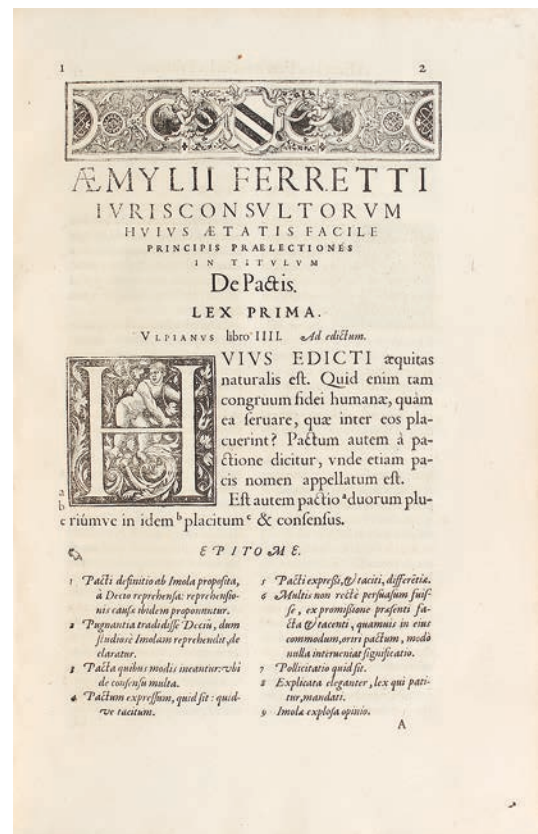 1 2
ÆMYLII FERRETTI
IVRISCONSVLTORVM
HVIVS ÆTATIS FACILE
PRINCIPIS PRAELECTIONES
IN TITVLVM
De Pactis.
LEX PRIMA.
VLPIANVS libro IIII. Ad edictum.
HVIVS EDICTI æquitas
naturalis est. Quid enim tam
congruum fidei humanæ, quàm
ea seruare, quæ inter eos pla-
cuerint? Pactum autem à pa-
ctione dicitur, vnde etiam pa-
cis nomen appellatum est.
a
b Est autem pactio ᵃduorum plu-
c riúmve in idem ᵇplacitum ᶜ & consensus.
EPITOME.
1 Pacti definitio ab Imola proposita,
à Decio reprehensa: reprehensio-
nis causæ ibidem proponuntur.
2 Pugnantia tradidisse Deciũ, dum
studiosè Imolam reprehendit, de
claratur.
3 Pacta quibus modis ineantur: vbi
de consensu multa.
4 Pactum expressum, quid sit: quid-
ve tacitum.
5 Pacti expreßi, & taciti, differẽtiæ.
6 Multis non rectè persuasum fuis-
se, ex promißione præsenti fa-
cta & tacenti, quamuis in eius
commodum, oriri pactum, modò
nulla interueniat significatio.
7 Pollicitatio quid sit.
8 Explicata eleganter, lex qui pati-
tur, mandati.
9 Imolæ explosa opinio.
A